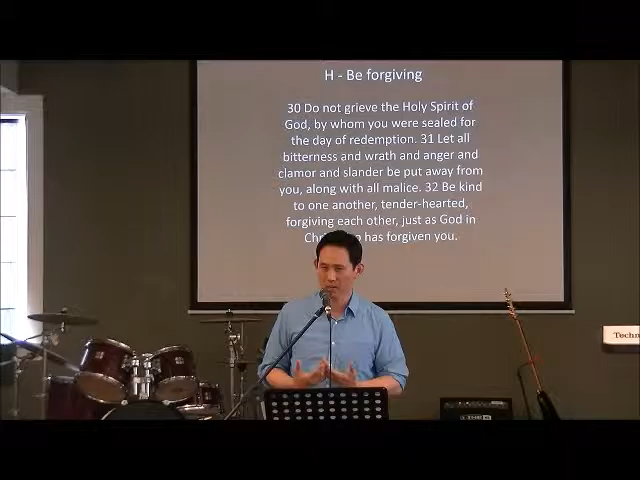 H - Be forgiving
30 Do not grieve the Holy Spirit of
God, by whom you were sealed for
the day of redemption. 31 Let all
bitterness and wrath and anger and
clamor and slander be put away from
you, along with all malice. 32 Be kind
to one another, tender-hearted,
forgiving each other, just as God in
has forgiven you.
Techn